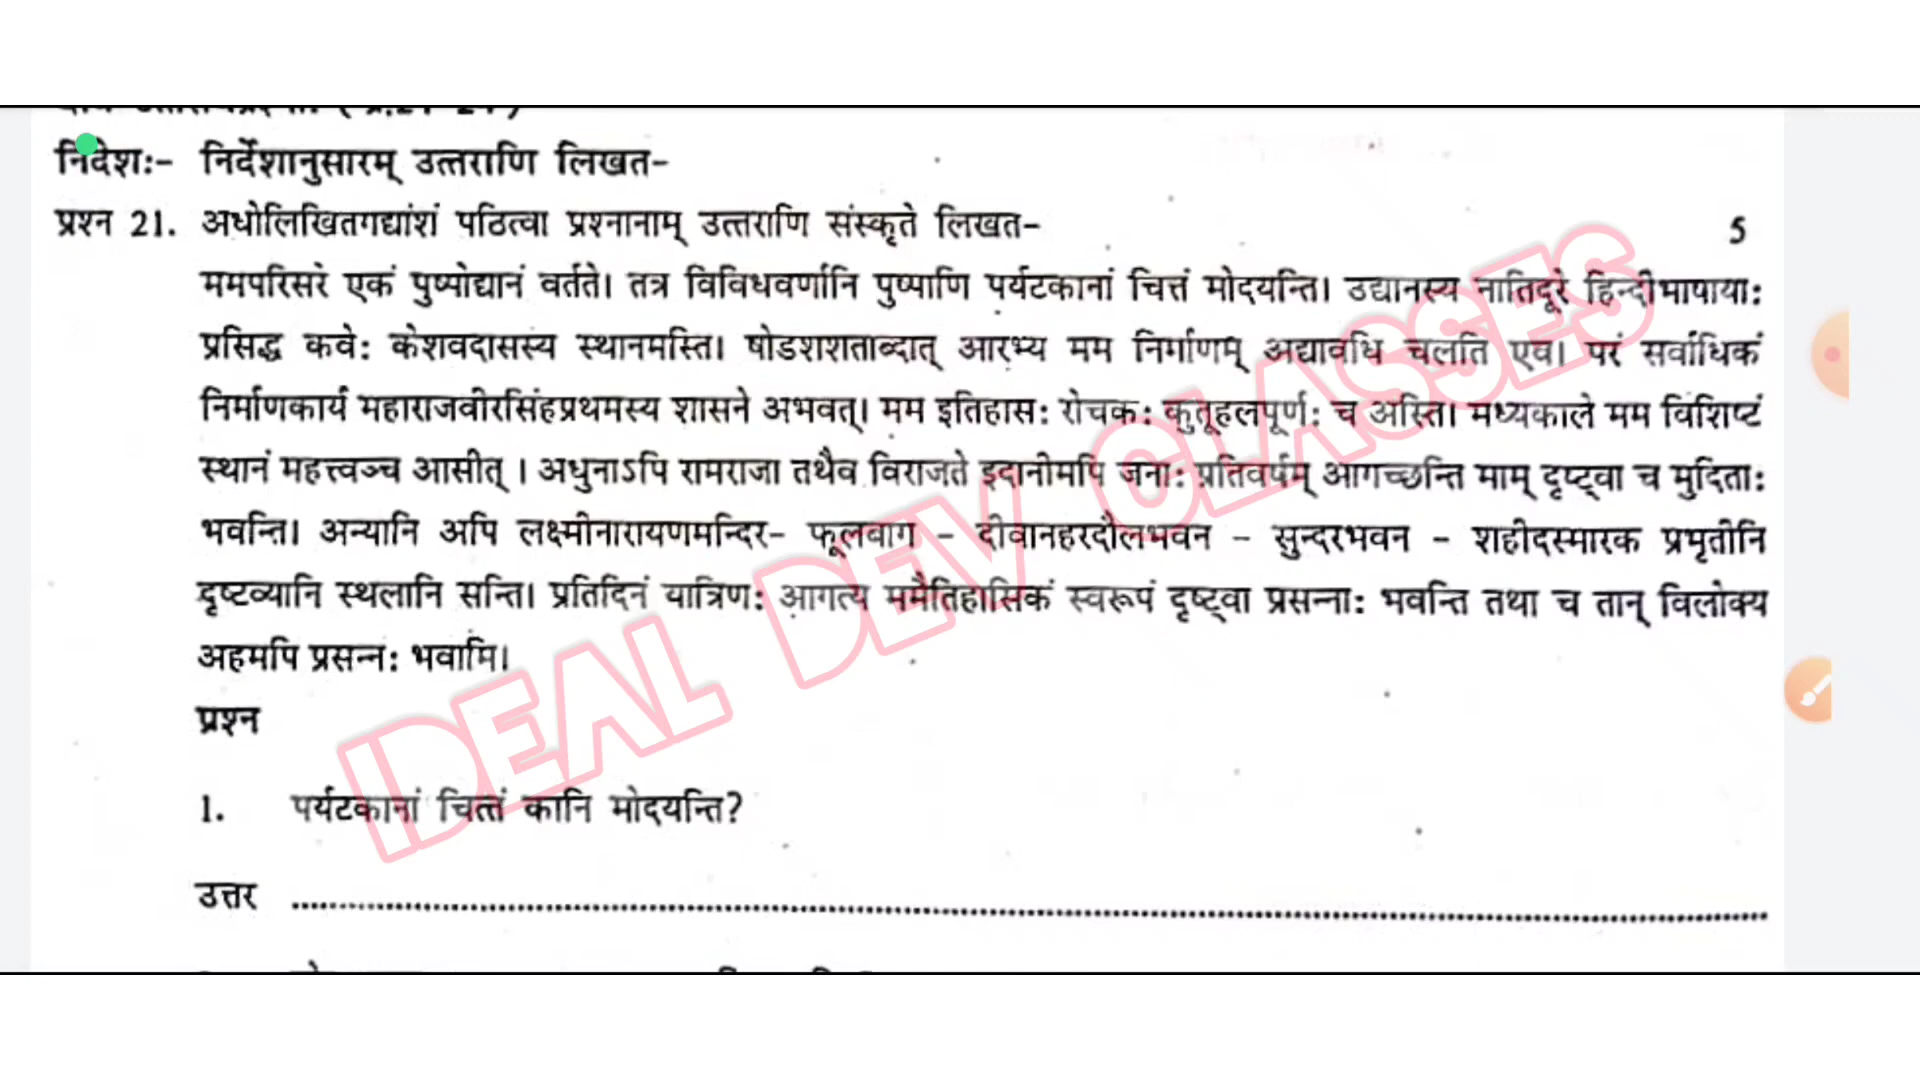 निदेशः- निर्देशानुसारम् उत्तराणि लिखत-
प्रश्न 21. अधोलिखितगद्यांशं पठित्वा प्रश्नानाम् उत्तराणि संस्कृते लिखत- 5
ममपरिसरे एकं पुष्पोद्यानं वर्तते। तत्र विविधवर्णानि पुष्पाणि पर्यटकानां चित्तं मोदयन्ति। उद्यानस्य नातिदूरे हिन्दीभाषायाः
प्रसिद्ध कवेः केशवदासस्य स्थानमस्ति। षोडशशताब्दात् आरभ्य मम निर्माणम् अद्यावधि चलति एव। परं सर्वाधिकं
निर्माणकार्यं महाराजवीरसिंहप्रथमस्य शासने अभवत्। मम इतिहासः रोचकः कुतूहलपूर्णः च अस्ति। मध्यकाले मम विशिष्टं
स्थानं महत्त्वञ्च आसीत् । अधुनाऽपि रामराजा तथैव विराजते इदानीमपि जनाः प्रतिवर्षम् आगच्छन्ति माम् दृष्ट्वा च मुदिताः
भवन्ति। अन्यानि अपि लक्ष्मीनारायणमन्दिर- फूलबाग - दीवानहरदौलभवन - सुन्दरभवन - शहीदस्मारक प्रभृतीनि
दृष्टव्यानि स्थलानि सन्ति। प्रतिदिनं यात्रिणः आगत्य ममैतिहासिकं स्वरूपं दृष्ट्वा प्रसन्नाः भवन्ति तथा च तान् विलोक्य
अहमपि प्रसन्नः भवामि।
प्रश्न
1. पर्यटकानां चित्तं कानि मोदयन्ति?
उत्तर
IDEAL DEV CLASSES